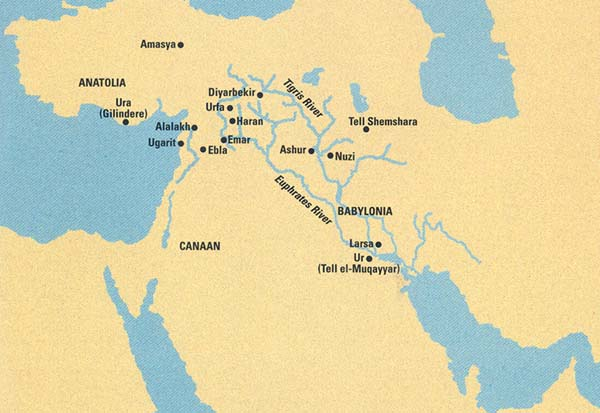 Amasya
ANATOLIA
Diyarbekir
Tigris River
Ura
(Gilindere)
Urfa
Haran
Tell Shemshara
Alalakh
Ugarit
Emar
Ebla
Ashur
Nuzi
Euphrates River
BABYLONIA
CANAAN
Larsa
Ur
(Tell el-Muqayyar)